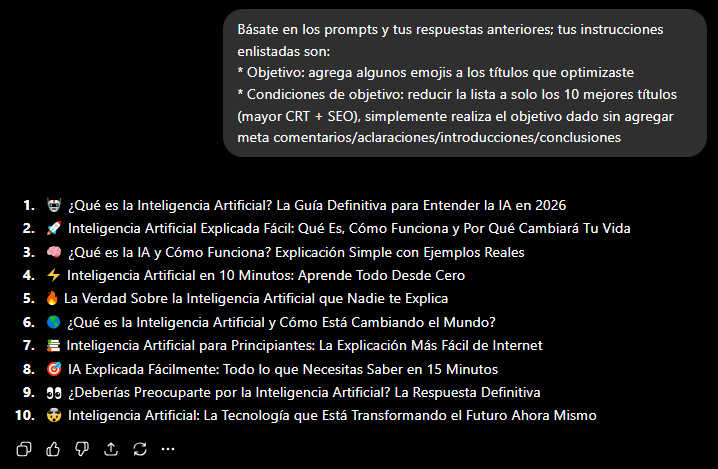 Básate en los prompts y tus respuestas anteriores; tus instrucciones
enlistadas son:
* Objetivo: agrega algunos emojis a los títulos que optimizaste
* Condiciones de objetivo: reducir la lista a solo los 10 mejores títulos
(mayor CRT + SEO), simplemente realiza el objetivo dado sin agregar
meta comentarios/aclaraciones/introducciones/conclusiones
1. 🤖 ¿Qué es la Inteligencia Artificial? La Guía Definitiva para Entender la IA en 2026
2. 🚀 Inteligencia Artificial Explicada Fácil: Qué Es, Cómo Funciona y Por Qué Cambiará Tu Vida
3. 🧠 ¿Qué es la IA y Cómo Funciona? Explicación Simple con Ejemplos Reales
4. ⚡ Inteligencia Artificial en 10 Minutos: Aprende Todo Desde Cero
5. 🔥 La Verdad Sobre la Inteligencia Artificial que Nadie te Explica
6. 🌎 ¿Qué es la Inteligencia Artificial y Cómo Está Cambiando el Mundo?
7. 📚 Inteligencia Artificial para Principiantes: La Explicación Más Fácil de Internet
8. 🎯 IA Explicada Fácilmente: Todo lo que Necesitas Saber en 15 Minutos
9. 👀 ¿Deberías Preocuparte por la Inteligencia Artificial? La Respuesta Definitiva
10. 🤯 Inteligencia Artificial: La Tecnología que Está Transformando el Futuro Ahora Mismo